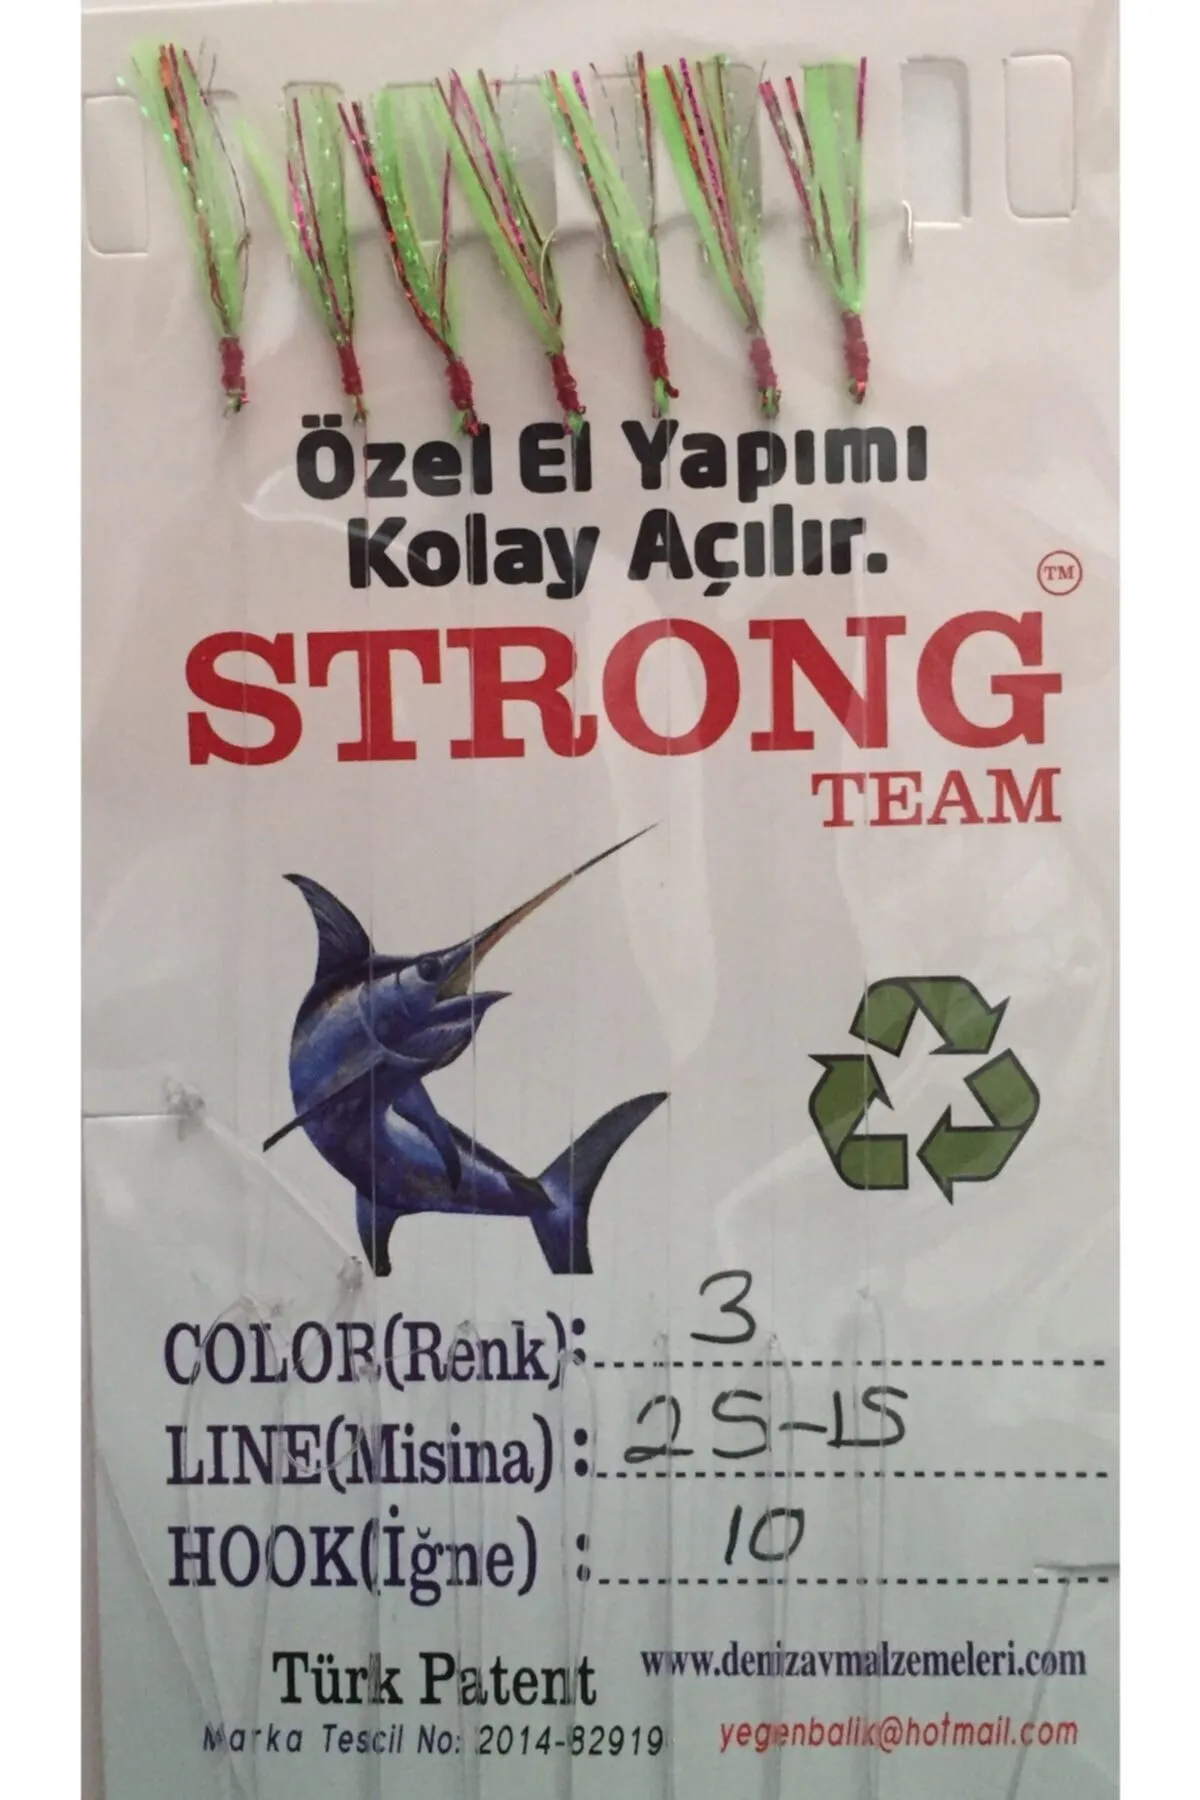 Özel El Yapımı
Kolay Açılır.
TM
STRONG
TEAM
COLOR(Renk): 3
LINE(Misina) : 25-15
HOOK(İğne) : 10
Türk Patent
Marka Tescil No: 2014-82919
www.denizavmalzemeleri.com
yegenbalik@hotmail.com